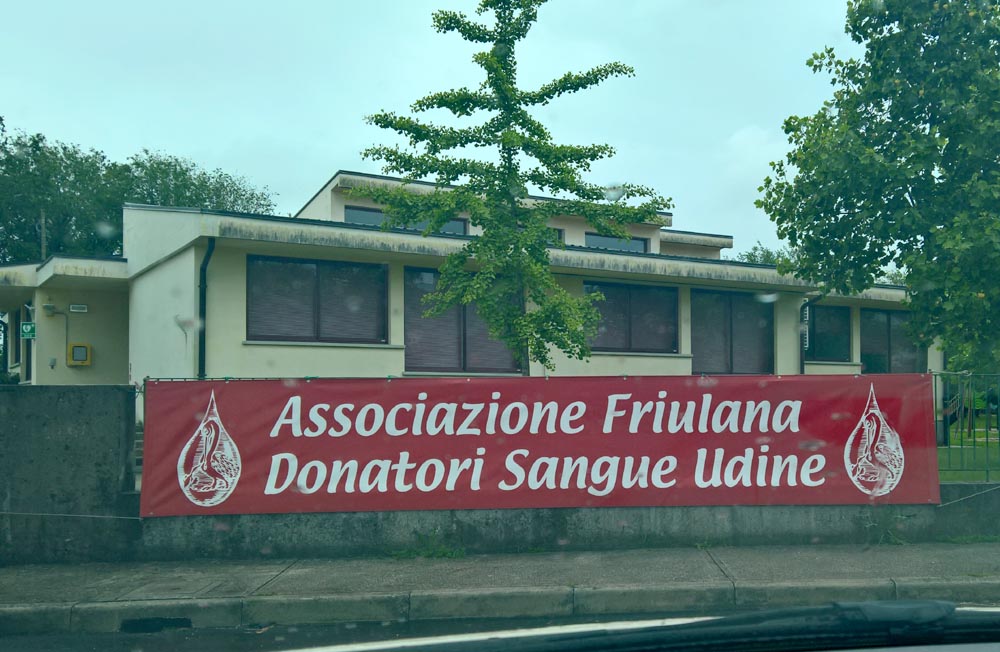 Associazione Friulana
Donatori Sangue Udine